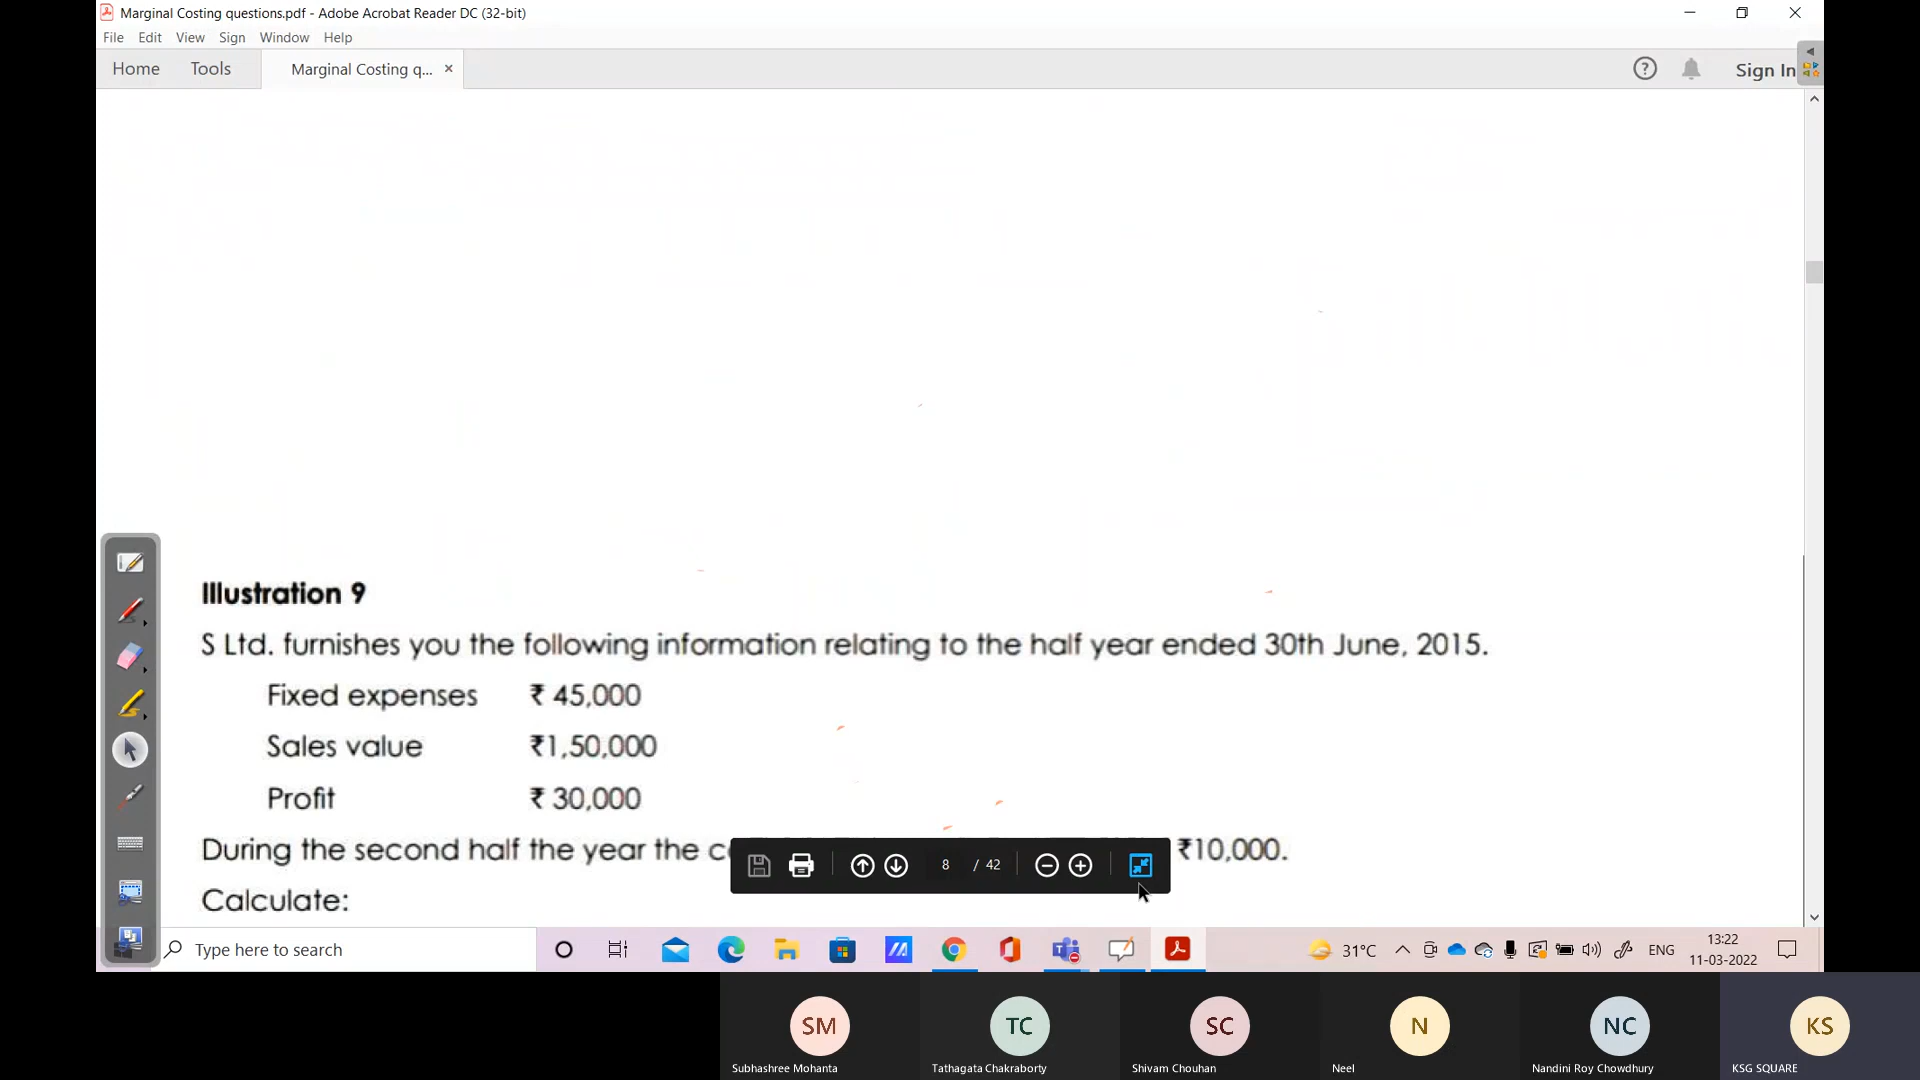 Marginal Costing questions.pdf - Adobe Acrobat Reader DC (32-bit)
File Edit View Sign Window Help
Home Tools Marginal Costing q... × Sign In
Illustration 9
S Ltd. furnishes you the following information relating to the half year ended 30th June, 2015.
Fixed expenses ₹ 45,000
Sales value ₹1,50,000
Profit ₹ 30,000
During the second half the year the ₹10,000.
8 / 42
Calculate:
Type here to search 31°C ENG 13:22
11-03-2022
SM TC SC N NC KS
Subhashree Mohanta Tathagata Chakraborty Shivam Chouhan Neel Nandini Roy Chowdhury KSG SQUARE